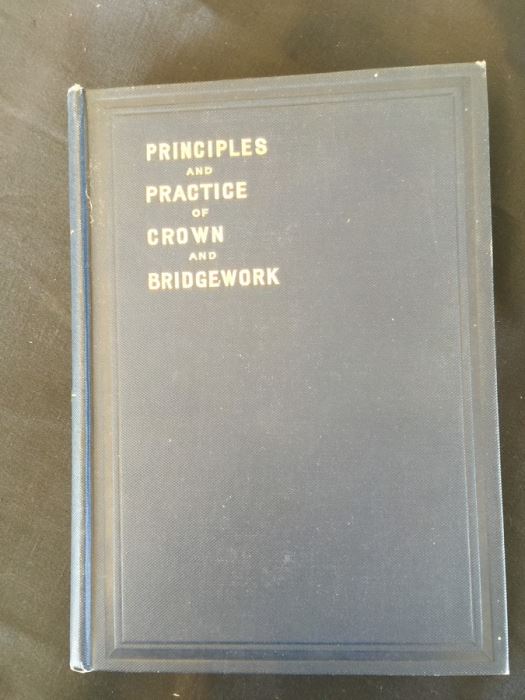 PRINCIPLES
AND
PRACTICE
OF
CROWN
AND
BRIDGEWORK